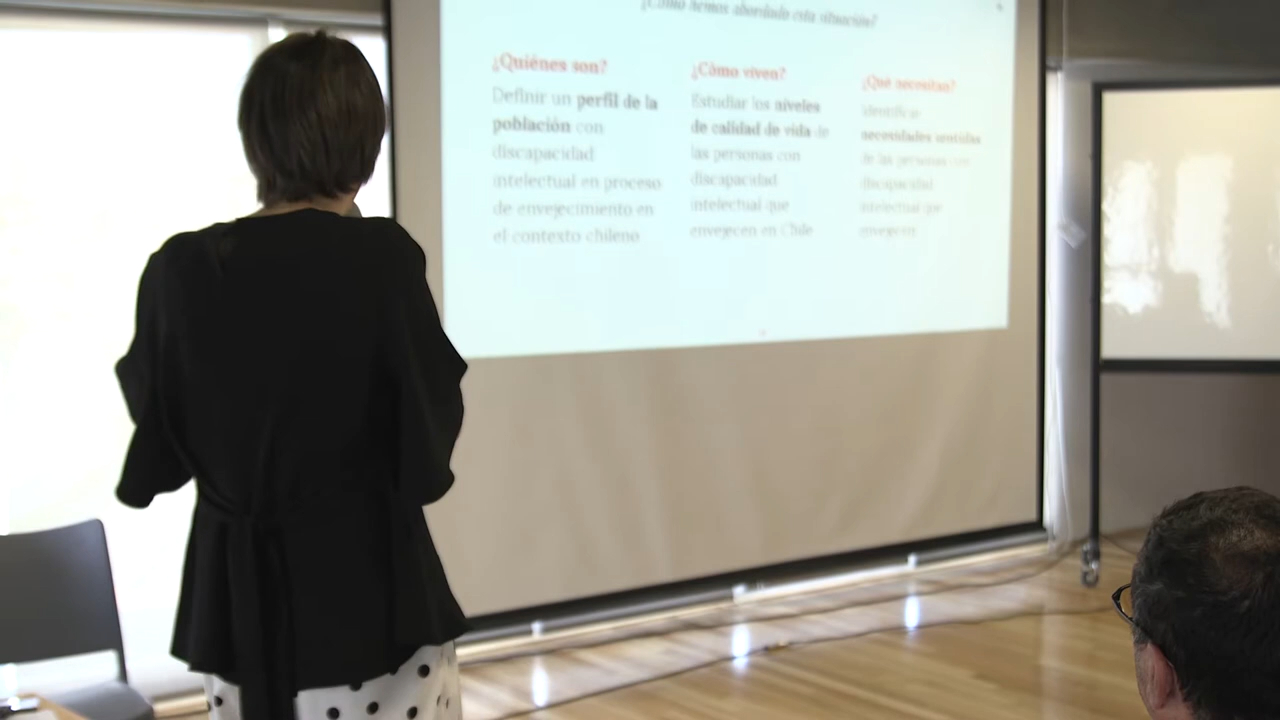 ¿Cómo hemos abordado esta situación?
¿Quiénes son?
Definir un perfil de la
población con
discapacidad
intelectual en proceso
de envejecimiento en
el contexto chileno
¿Cómo viven?
Estudiar los niveles
de calidad de vida de
las personas con
discapacidad
intelectual que
envejecen en Chile
¿Qué necesitan?
Identificar
necesidades sentidas
de las personas con
discapacidad
intelectual que
envejecen